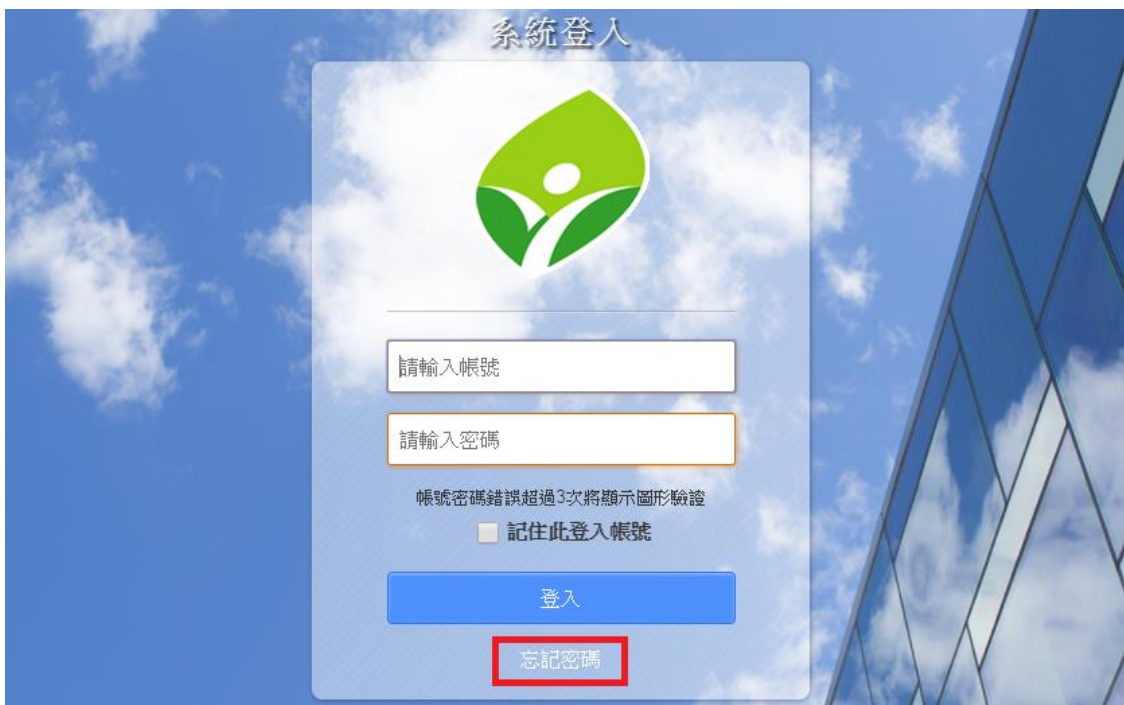 系統登入
請輸入帳號
請輸入密碼
帳號密碼錯誤超過3次將顯示圖形驗證
記住此登入帳號
登入
忘記密碼